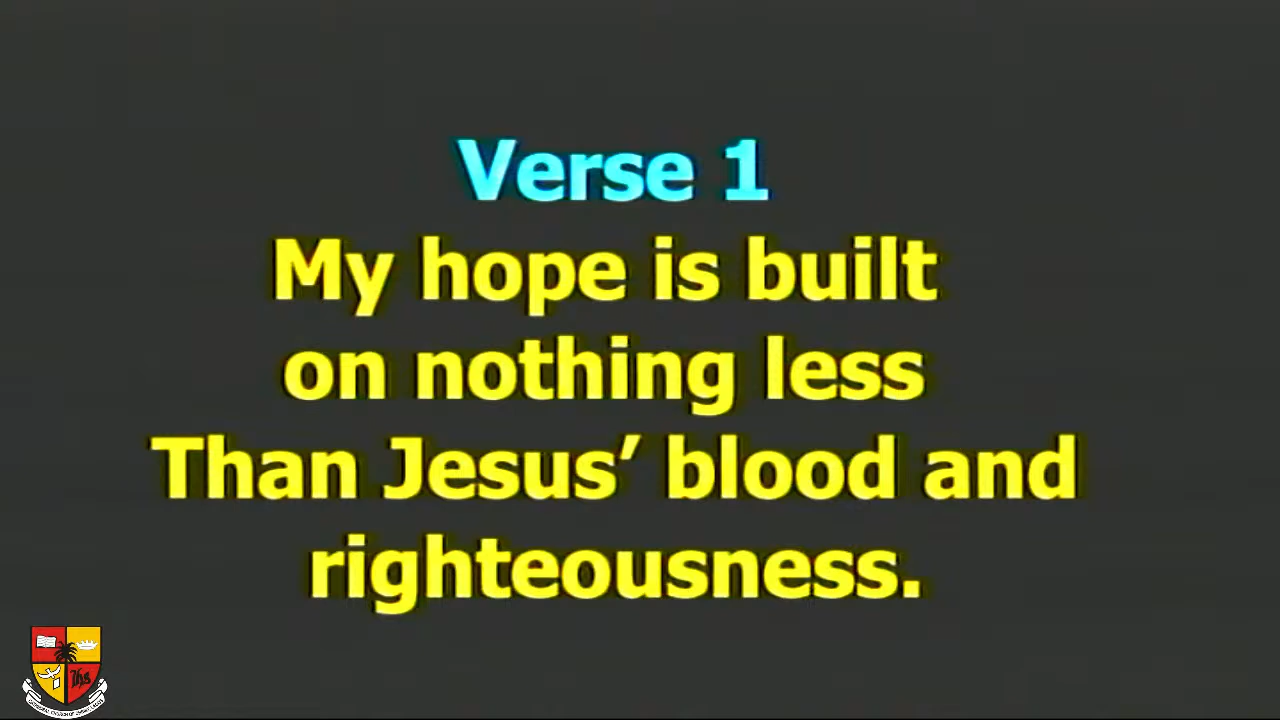 Verse 1
My hope is built
on nothing less
Than Jesus’ blood and
righteousness.